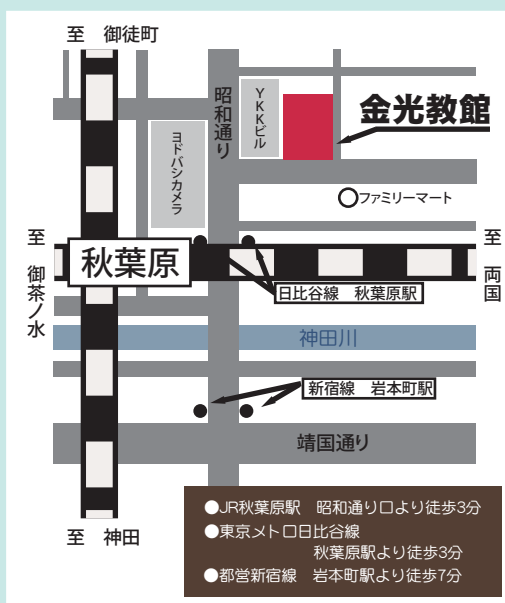 至　御徒町
昭和通り
YKKビル
金光教館
ヨドバシカメラ
ファミリーマート
至　御茶ノ水
秋葉原
至　両国
日比谷線　秋葉原駅
神田川
新宿線　岩本町駅
靖国通り
至　神田
●JR秋葉原駅　昭和通り口より徒歩3分
●東京メトロ日比谷線
秋葉原駅より徒歩3分
●都営新宿線　岩本町駅より徒歩7分